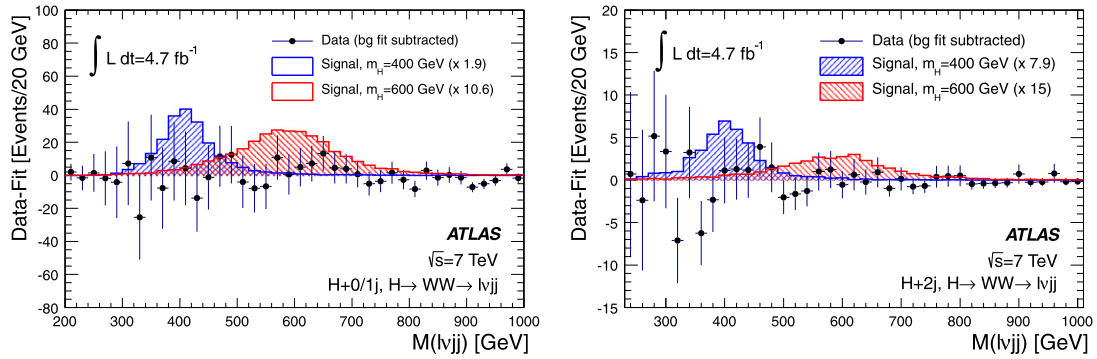 Data-Fit [Events/20 GeV]
100
80
60
40
20
0
-20
-40
-60
-80
∫ L dt=4.7 fb⁻¹
Data (bg fit subtracted)
Signal, m_H=400 GeV (x 1.9)
Signal, m_H=600 GeV (x 10.6)
ATLAS
√s=7 TeV
H+0/1j, H→ WW→ lνjj
200 300 400 500 600 700 800 900 1000
M(lνjj) [GeV]
Data-Fit [Events/20 GeV]
20
15
10
5
0
-5
-10
-15
∫ L dt=4.7 fb⁻¹
Data (bg fit subtracted)
Signal, m_H=400 GeV (x 7.9)
Signal, m_H=600 GeV (x 15)
ATLAS
√s=7 TeV
H+2j, H→ WW→ lνjj
300 400 500 600 700 800 900 1000
M(lνjj) [GeV]